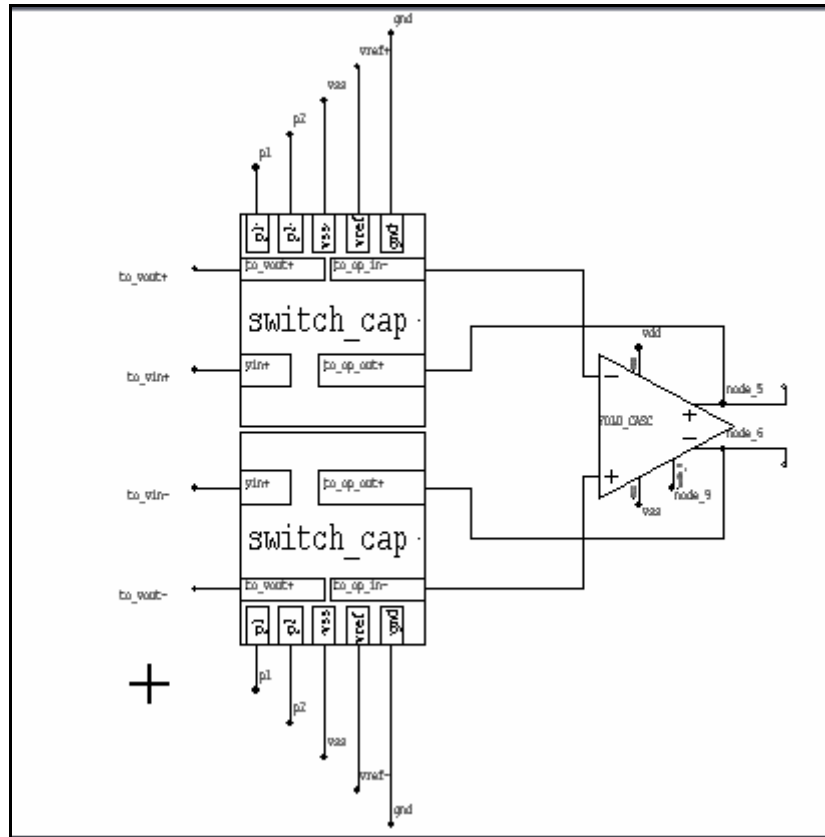 gnd
vref+
vss
p2
p1
p1 p2 vss vref gnd
to_vout+ to_vout+ to_op_in-
switch_cap
vdd
to_vin+ vin+ to_op_out+
node_5
FOLD_CASC
node_6
to_vin- vin+ to_op_out+
node_9
vss
switch_cap
to_vout- to_vout+ to_op_in-
p1 p2 vss vref gnd
p1
p2
vss
vref-
gnd